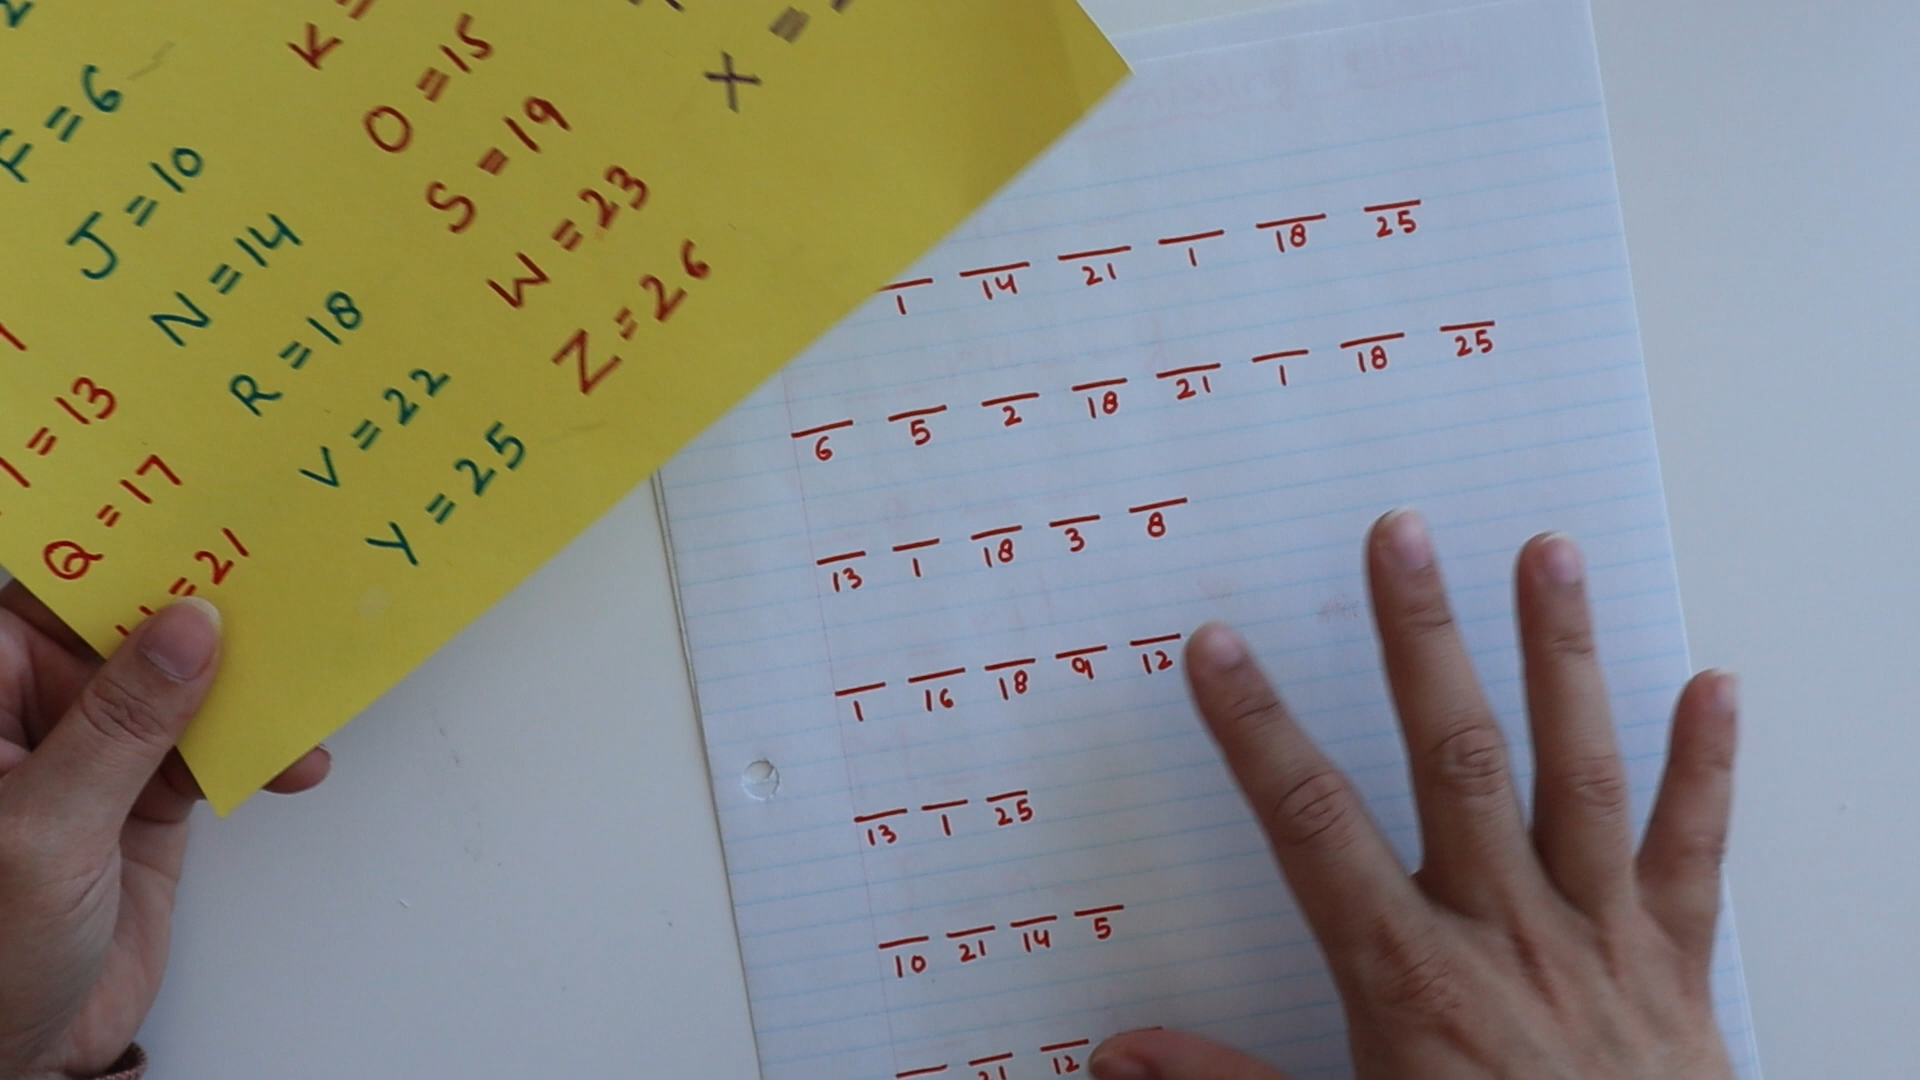 F = 6
J = 10
N = 14
R = 18
V = 22
Y = 25
K =
O = 15
S = 19
W = 23
Z = 26
X =
= 13
Q = 17
= 21
1 14 21 1 18 25
6 5 2 18 21 1 18 25
13 1 18 3 8
1 16 18 9 12
13 1 25
10 21 14 5
21 12